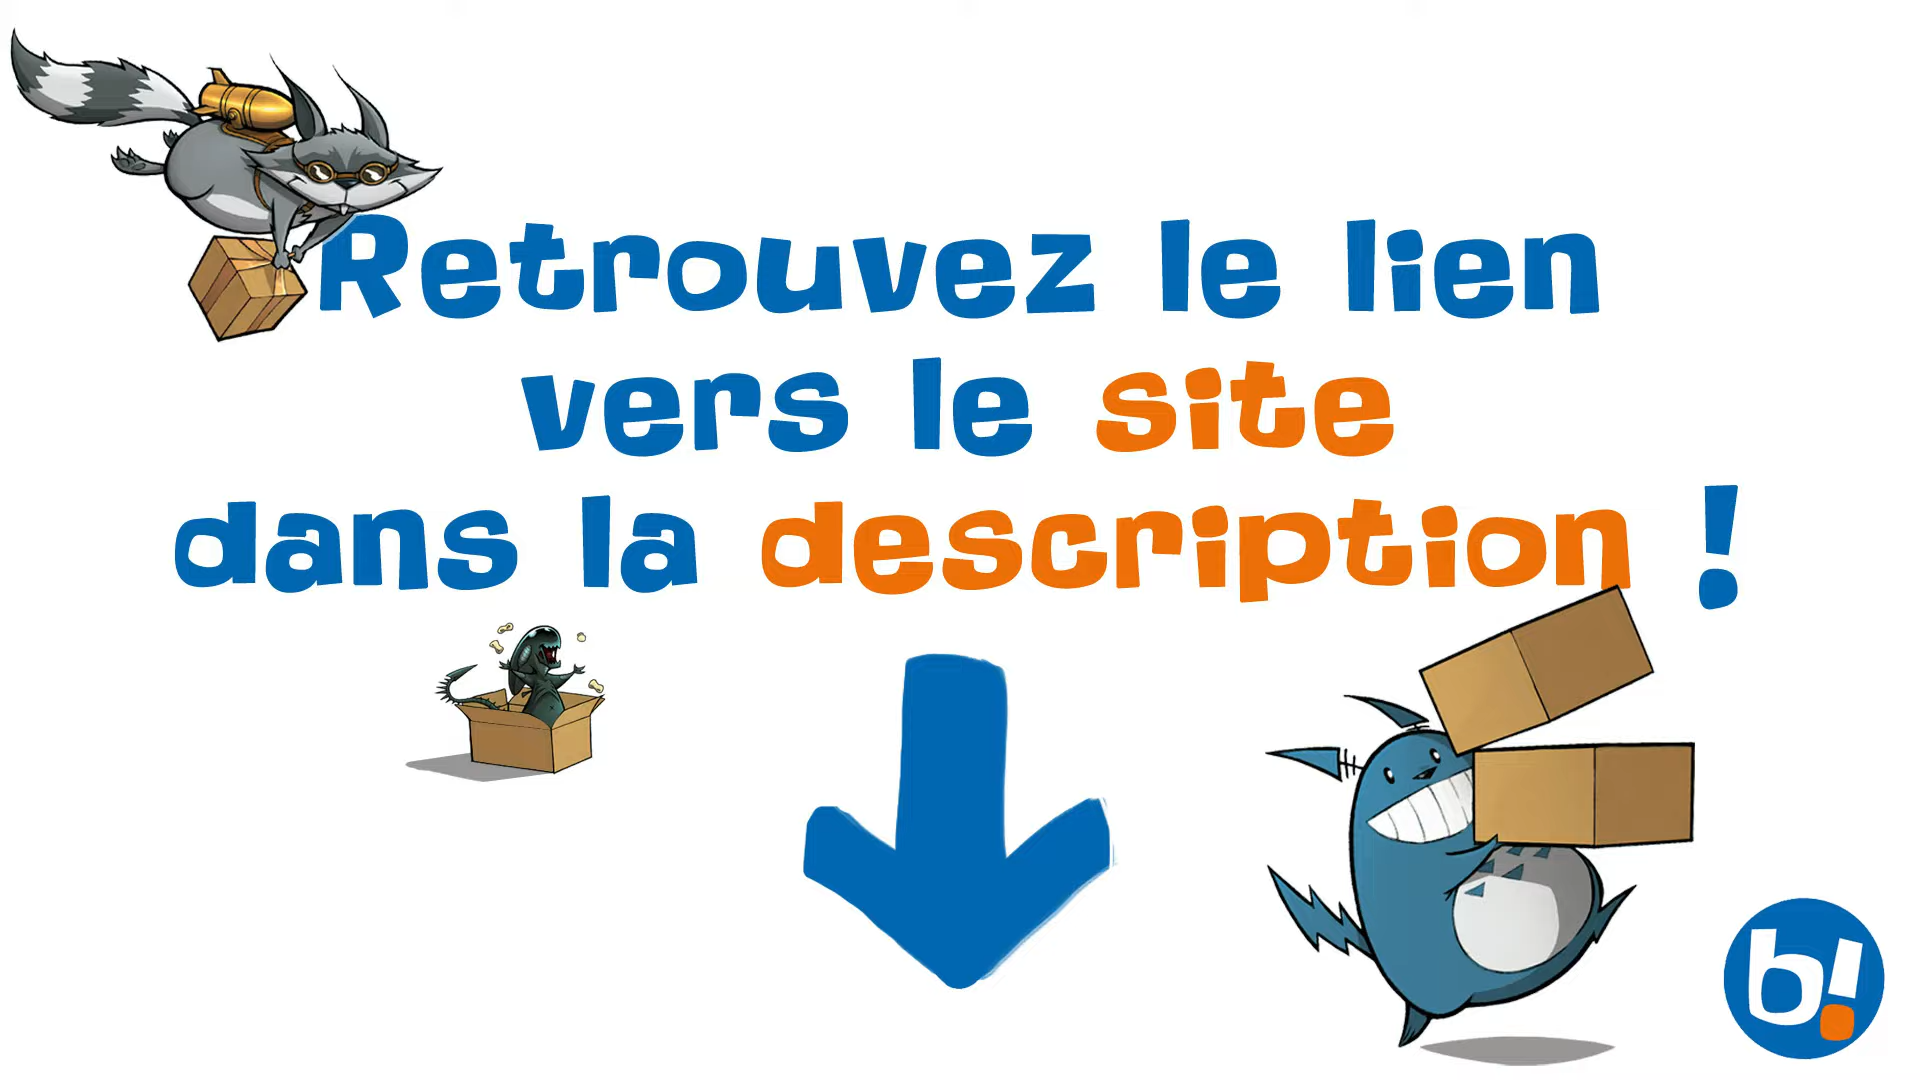 Retrouvez le lien
vers le site
dans la description !
b!